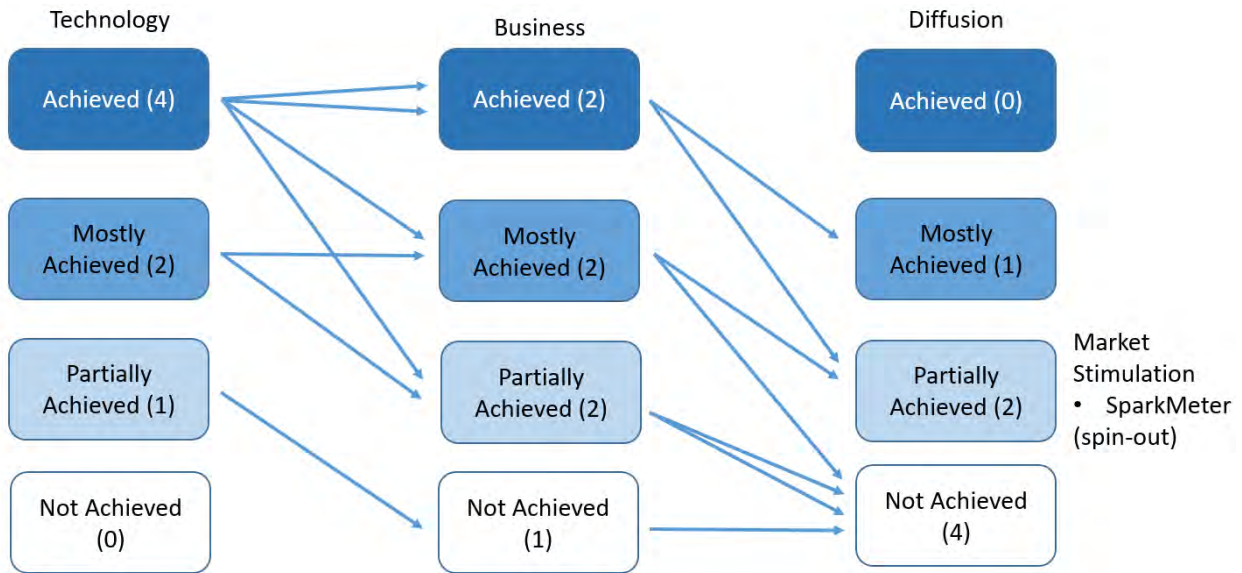 Technology
Business
Diffusion
Achieved (4)
Achieved (2)
Achieved (0)
Mostly
Achieved (2)
Mostly
Achieved (2)
Mostly
Achieved (1)
Partially
Achieved (1)
Partially
Achieved (2)
Partially
Achieved (2)
Market
Stimulation
• SparkMeter
(spin-out)
Not Achieved
(0)
Not Achieved
(1)
Not Achieved
(4)